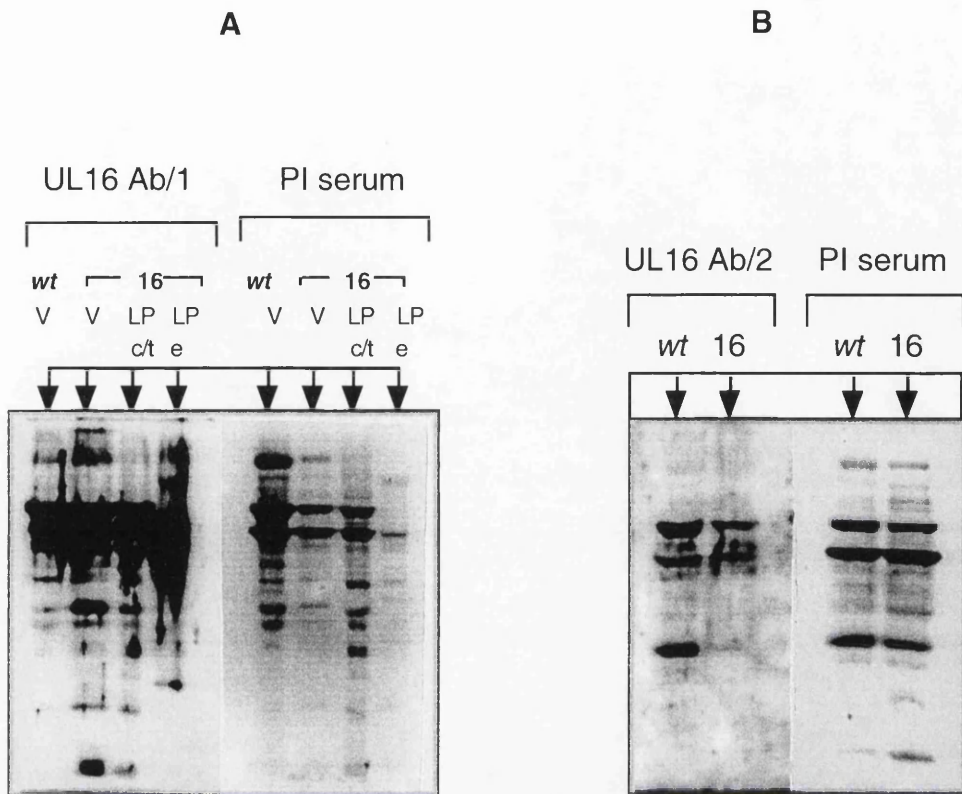 A
B
UL16 Ab/1 PI serum
wt 16 wt 16
V V LP LP V V LP LP
c/t e c/t e
UL16 Ab/2 PI serum
wt 16 wt 16